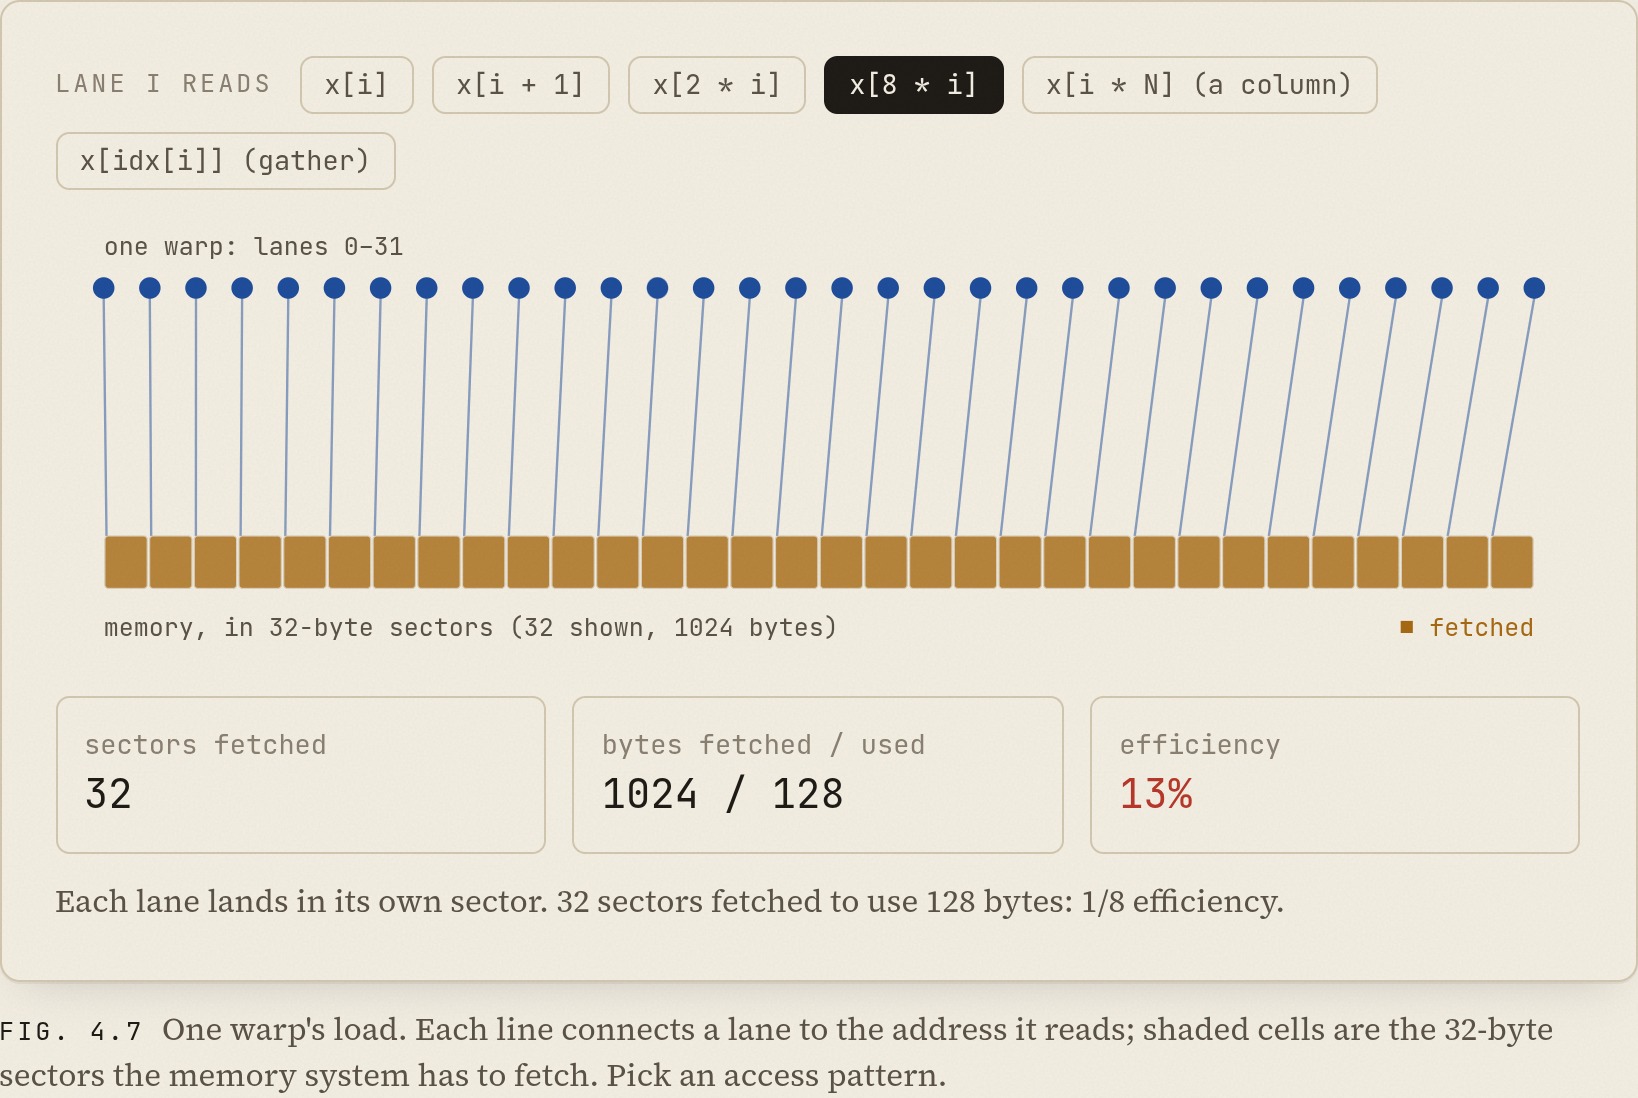 LANE I READS x[i] x[i + 1] x[2 * i] x[8 * i] x[i * N] (a column)
x[idx[i]] (gather)
one warp: lanes 0–31
memory, in 32-byte sectors (32 shown, 1024 bytes) ■ fetched
sectors fetched bytes fetched / used efficiency
32 1024 / 128 13%
Each lane lands in its own sector. 32 sectors fetched to use 128 bytes: 1/8 efficiency.
FIG. 4.7 One warp's load. Each line connects a lane to the address it reads; shaded cells are the 32-byte
sectors the memory system has to fetch. Pick an access pattern.